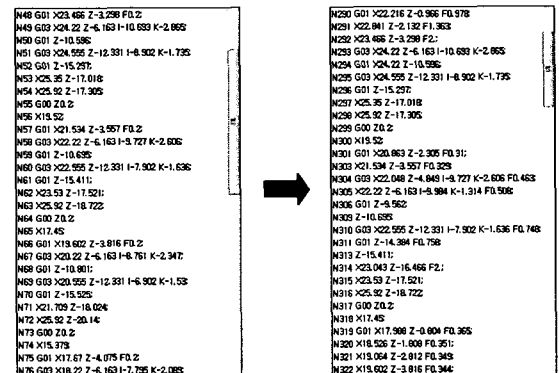 N48 G01 X23.466 Z-3.298 F0.2;
N49 G03 X24.22 Z-6.163 I-10.693 K-2.865;
N50 G01 Z-10.596;
N51 G03 X24.555 Z-12.331 I-8.902 K-1.735;
N52 G01 Z-15.297;
N53 X25.35 Z-17.018;
N54 X25.92 Z-17.305;
N55 G00 Z0.2;
N56 X19.52;
N57 G01 X21.534 Z-3.557 F0.2;
N58 G03 X22.22 Z-6.163 I-9.727 K-2.606;
N59 G01 Z-10.695;
N60 G03 X22.555 Z-12.331 I-7.902 K-1.636;
N61 G01 Z-15.411;
N62 X23.53 Z-17.521;
N63 X25.92 Z-18.722;
N64 G00 Z0.2;
N65 X17.45;
N66 G01 X19.602 Z-3.816 F0.2;
N67 G03 X20.22 Z-6.163 I-8.761 K-2.347;
N68 G01 Z-10.801;
N69 G03 X20.555 Z-12.331 I-6.902 K-1.53;
N70 G01 Z-15.525;
N71 X21.709 Z-18.024;
N72 X25.92 Z-20.14;
N73 G00 Z0.2;
N74 X15.379;
N75 G01 X17.67 Z-4.075 F0.2;
N76 G03 X18.22 Z-6.163 I-7.795 K-2.089;
N290 G01 X22.216 Z-0.966 F0.978;
N291 X22.841 Z-2.132 F1.363;
N292 X23.466 Z-3.298 F2.;
N293 G03 X24.22 Z-6.163 I-10.693 K-2.865;
N294 G01 X24.22 Z-10.596;
N295 G03 X24.555 Z-12.331 I-8.902 K-1.735;
N296 G01 Z-15.297;
N297 X25.35 Z-17.018;
N298 X25.92 Z-17.305;
N299 G00 Z0.2;
N300 X19.52;
N301 G01 X20.863 Z-2.305 F0.31;
N303 X21.534 Z-3.557 F0.329;
N304 G03 X22.048 Z-4.849 I-9.727 K-2.606 F0.463;
N305 X22.22 Z-6.163 I-9.984 K-1.314 F0.508;
N306 G01 Z-9.562;
N309 Z-10.695;
N310 G03 X22.555 Z-12.331 I-7.902 K-1.636 F0.748;
N311 G01 Z-14.384 F0.758;
N313 Z-15.411;
N314 X23.043 Z-16.466 F2.;
N315 X23.53 Z-17.521;
N316 X25.92 Z-18.722;
N317 G00 Z0.2;
N318 X17.45;
N319 G01 X17.988 Z-0.804 F0.365;
N320 X18.526 Z-1.808 F0.351;
N321 X19.064 Z-2.812 F0.349;
N322 X19.602 Z-3.816 F0.344;